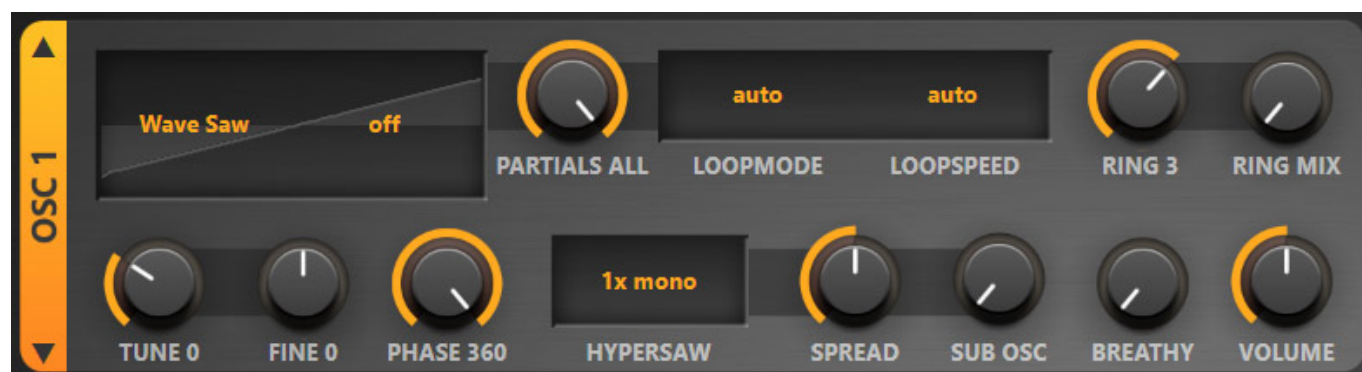 OSC 1
Wave Saw off
auto auto
PARTIALS ALL LOOPMODE LOOPSPEED RING 3 RING MIX
1x mono
TUNE 0 FINE 0 PHASE 360 HYPERSAW SPREAD SUB OSC BREATHY VOLUME